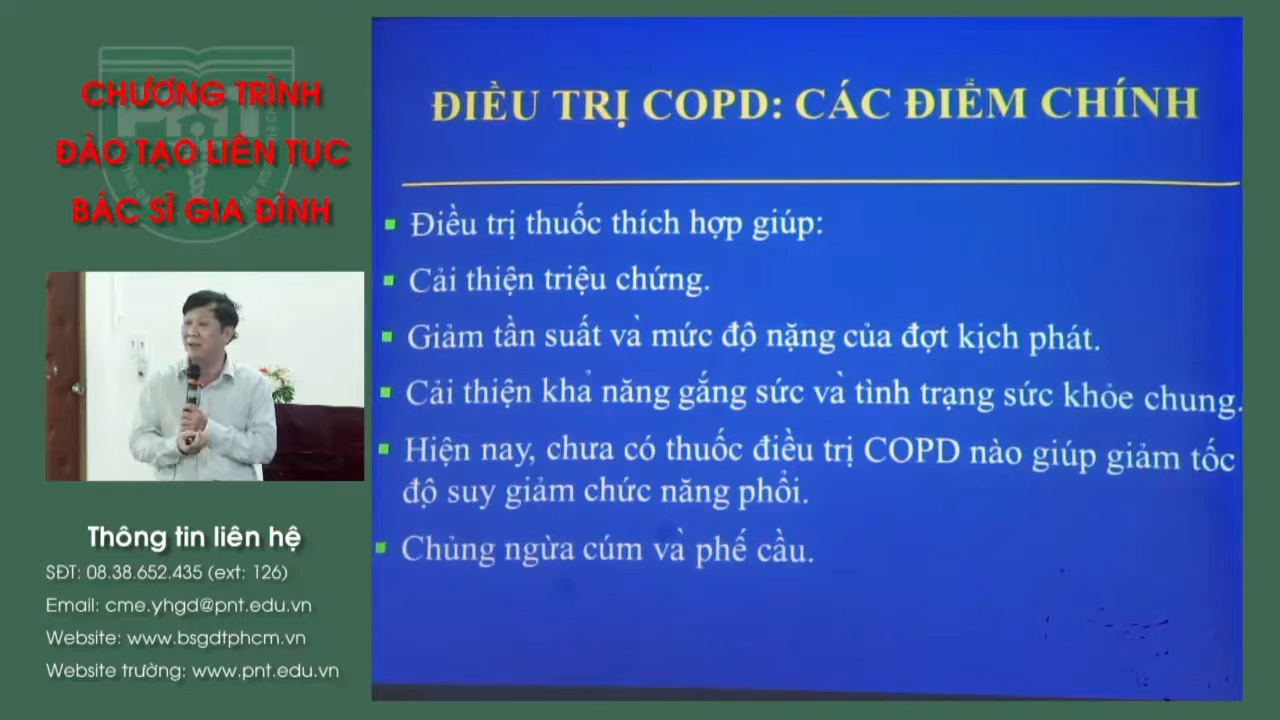 CHƯƠNG TRÌNH
ĐÀO TẠO LIÊN TỤC
BÁC SĨ GIA ĐÌNH
Thông tin liên hệ
SĐT: 08.38.652.435 (ext: 126)
Email: cme.yhgd@pnt.edu.vn
Website: www.bsgdtphcm.vn
Website trường: www.pnt.edu.vn
ĐIỀU TRỊ COPD: CÁC ĐIỂM CHÍNH
Điều trị thuốc thích hợp giúp:
Cải thiện triệu chứng.
Giảm tần suất và mức độ nặng của đợt kịch phát.
Cải thiện khả năng gắng sức và tình trạng sức khỏe chung.
Hiện nay, chưa có thuốc điều trị COPD nào giúp giảm tốc
độ suy giảm chức năng phổi.
Chủng ngừa cúm và phế cầu.